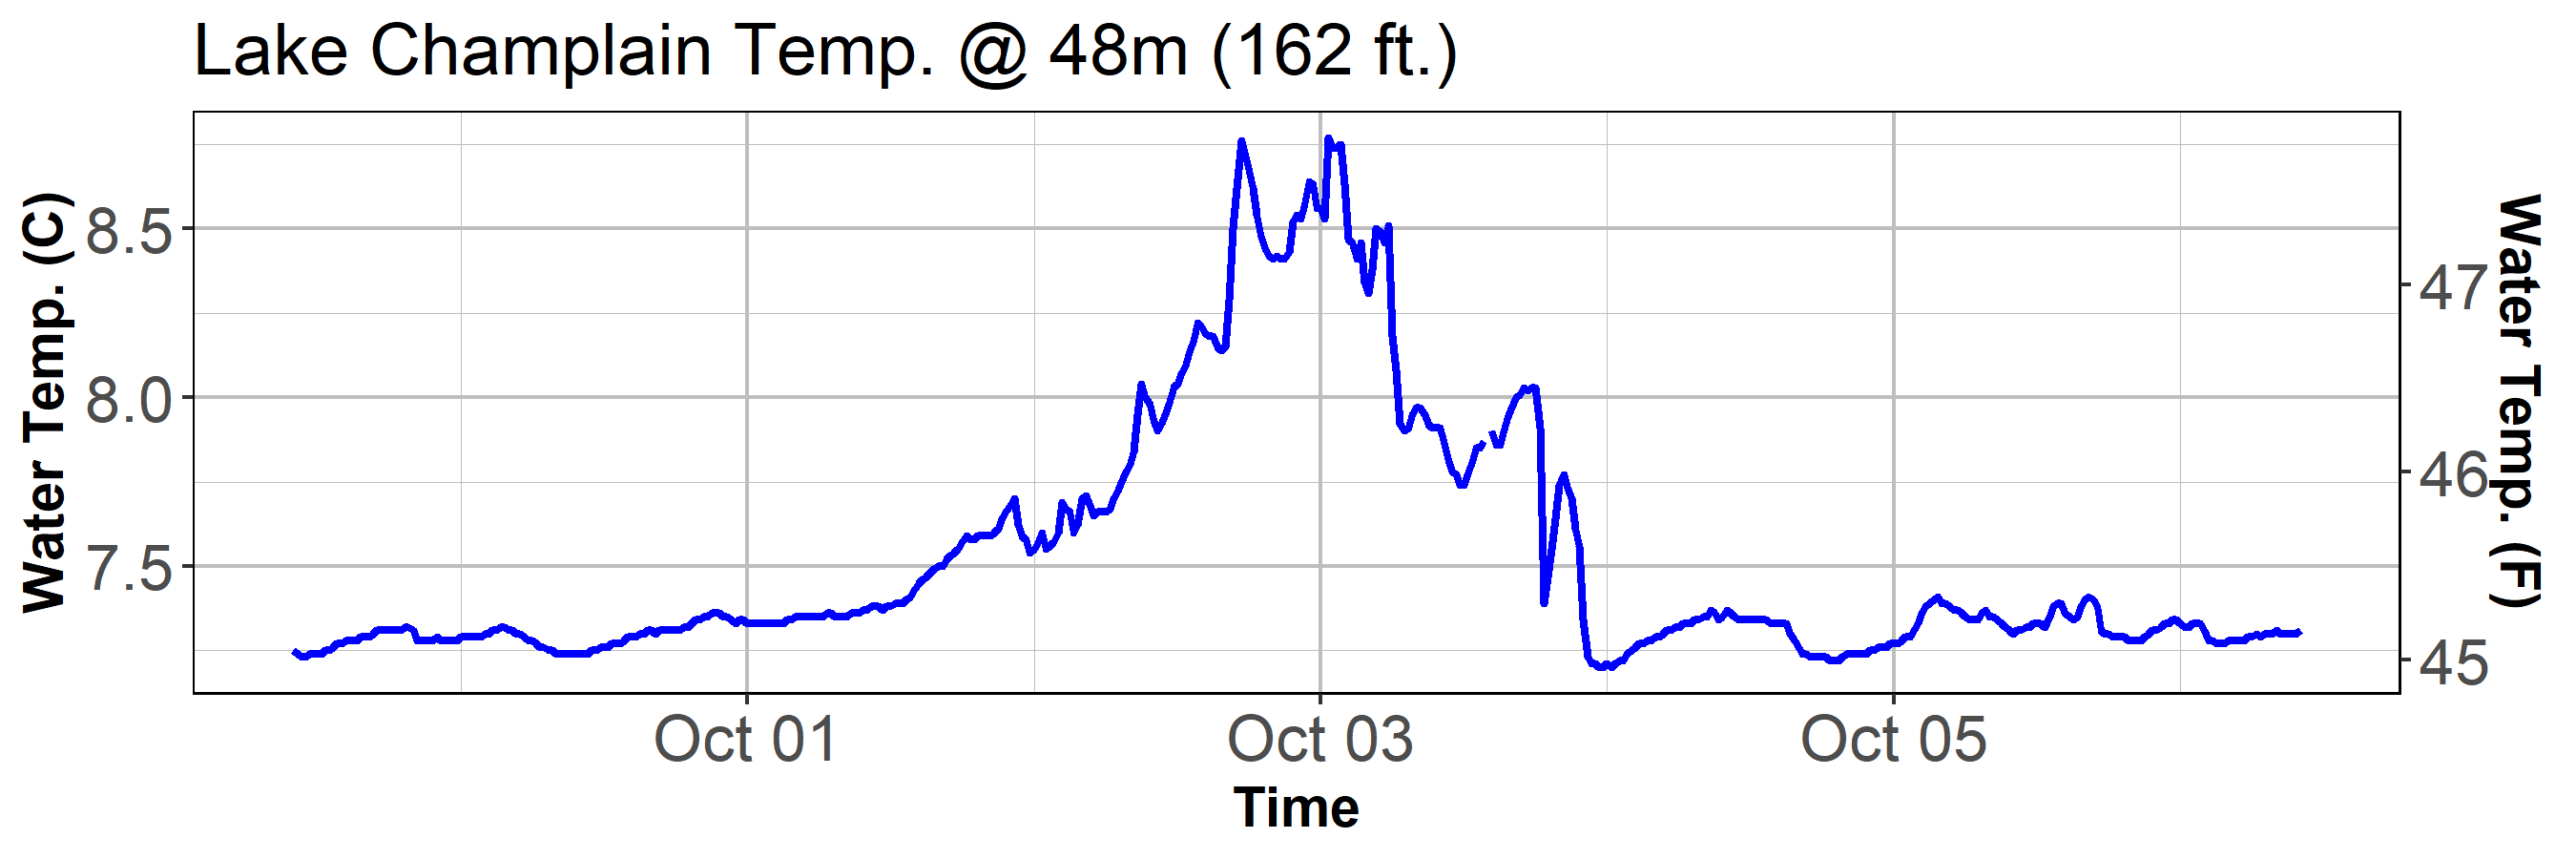 Lake Champlain Temp. @ 48m (162 ft.)
Water Temp. (C)
8.5
8.0
7.5
47
46
45
Water Temp. (F)
Oct 01 Oct 03 Oct 05
Time